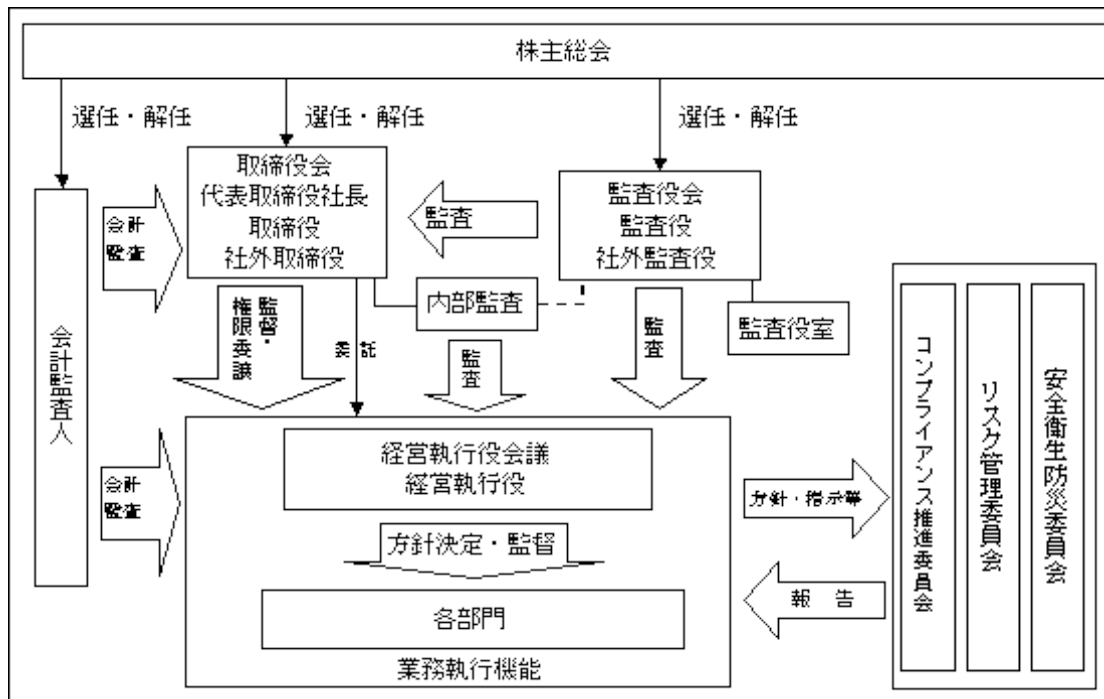 株主総会
選任・解任
選任・解任
選任・解任
取締役会
代表取締役社長
取締役
社外取締役
監査役会
監査役
社外監査役
監査
会計
監査
内部監査
監査役室
監督・
権限委譲
委託
監査
監査
会計監査人
経営執行役会議
経営執行役
会計
監査
方針決定・監督
各部門
業務執行機能
方針・指示等
報告
コンプライアンス推進委員会
リスク管理委員会
安全衛生防災委員会